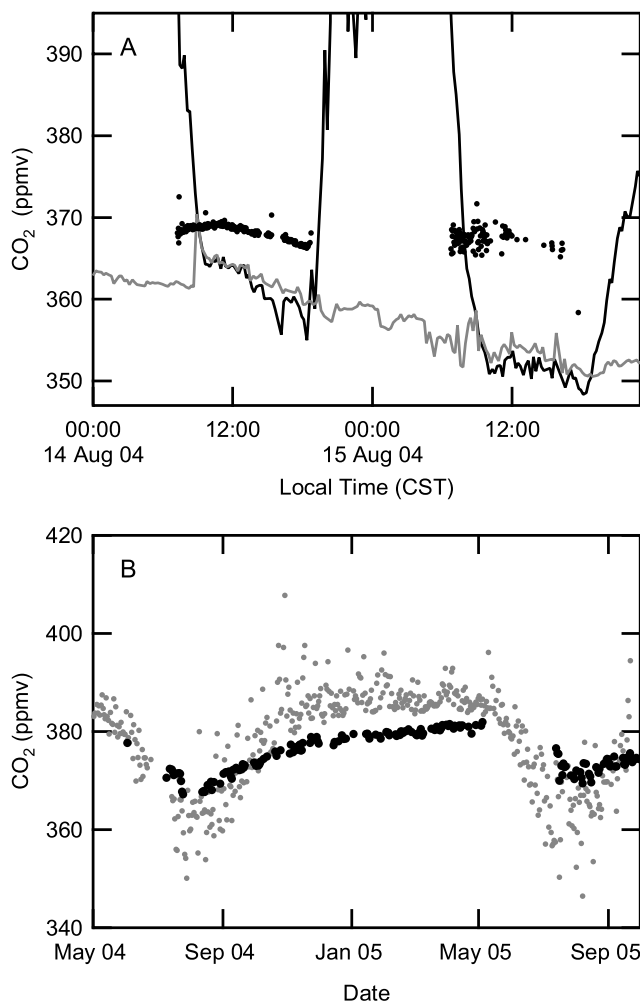 A
390
380
370
360
350
CO2 (ppmv)
00:00 12:00 00:00 12:00
14 Aug 04 15 Aug 04
Local Time (CST)
B
420
400
380
360
340
CO2 (ppmv)
May 04 Sep 04 Jan 05 May 05 Sep 05
Date